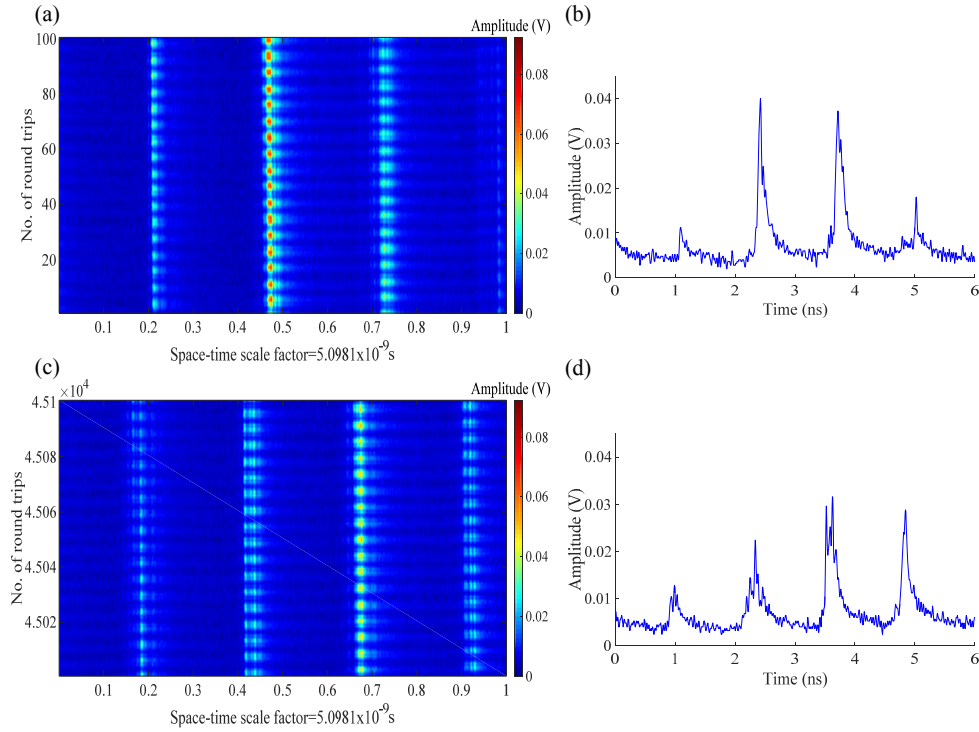 (a)
Amplitude (V)
100
80
60
40
20
No. of round trips
0.1 0.2 0.3 0.4 0.5 0.6 0.7 0.8 0.9 1
Space-time scale factor=5.0981x10⁻⁹s
0.08
0.06
0.04
0.02
0
(b)
0.04
0.03
0.02
0.01
0
Amplitude (V)
0 1 2 3 4 5 6
Time (ns)
(c)
×10⁴
Amplitude (V)
4.51
4.508
4.506
4.504
4.502
No. of round trips
0.1 0.2 0.3 0.4 0.5 0.6 0.7 0.8 0.9 1
Space-time scale factor=5.0981x10⁻⁹s
0.08
0.06
0.04
0.02
0
(d)
0.04
0.03
0.02
0.01
0
Amplitude (V)
0 1 2 3 4 5 6
Time (ns)